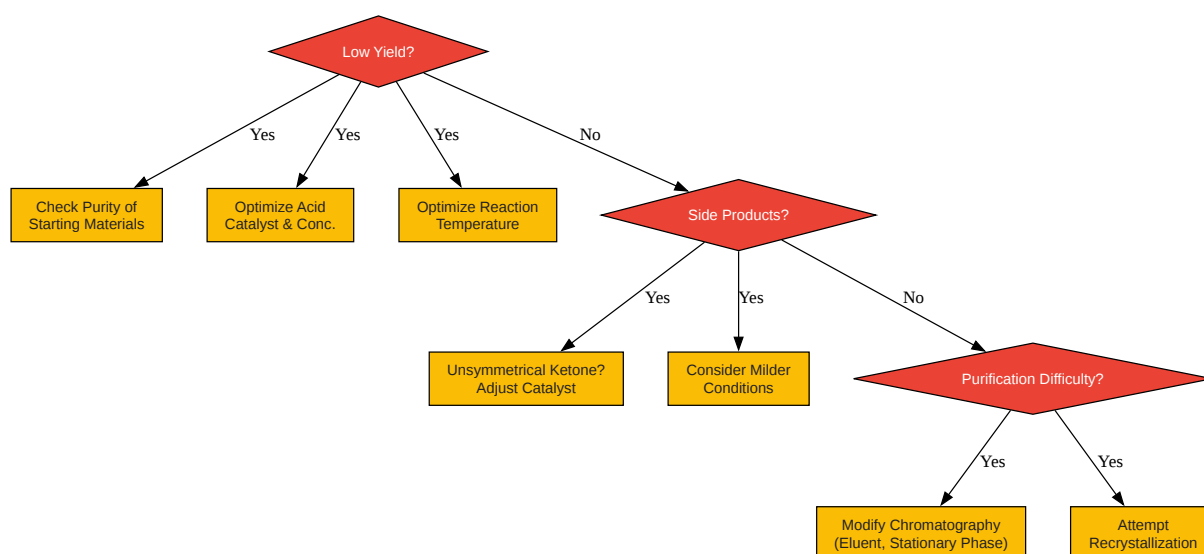 Low Yield?
Yes
Yes
Yes
No
Check Purity of
Starting Materials
Optimize Acid
Catalyst & Conc.
Optimize Reaction
Temperature
Side Products?
Yes
Yes
No
Unsymmetrical Ketone?
Adjust Catalyst
Consider Milder
Conditions
Purification Difficulty?
Yes
Yes
Modify Chromatography
(Eluent, Stationary Phase)
Attempt
Recrystallization